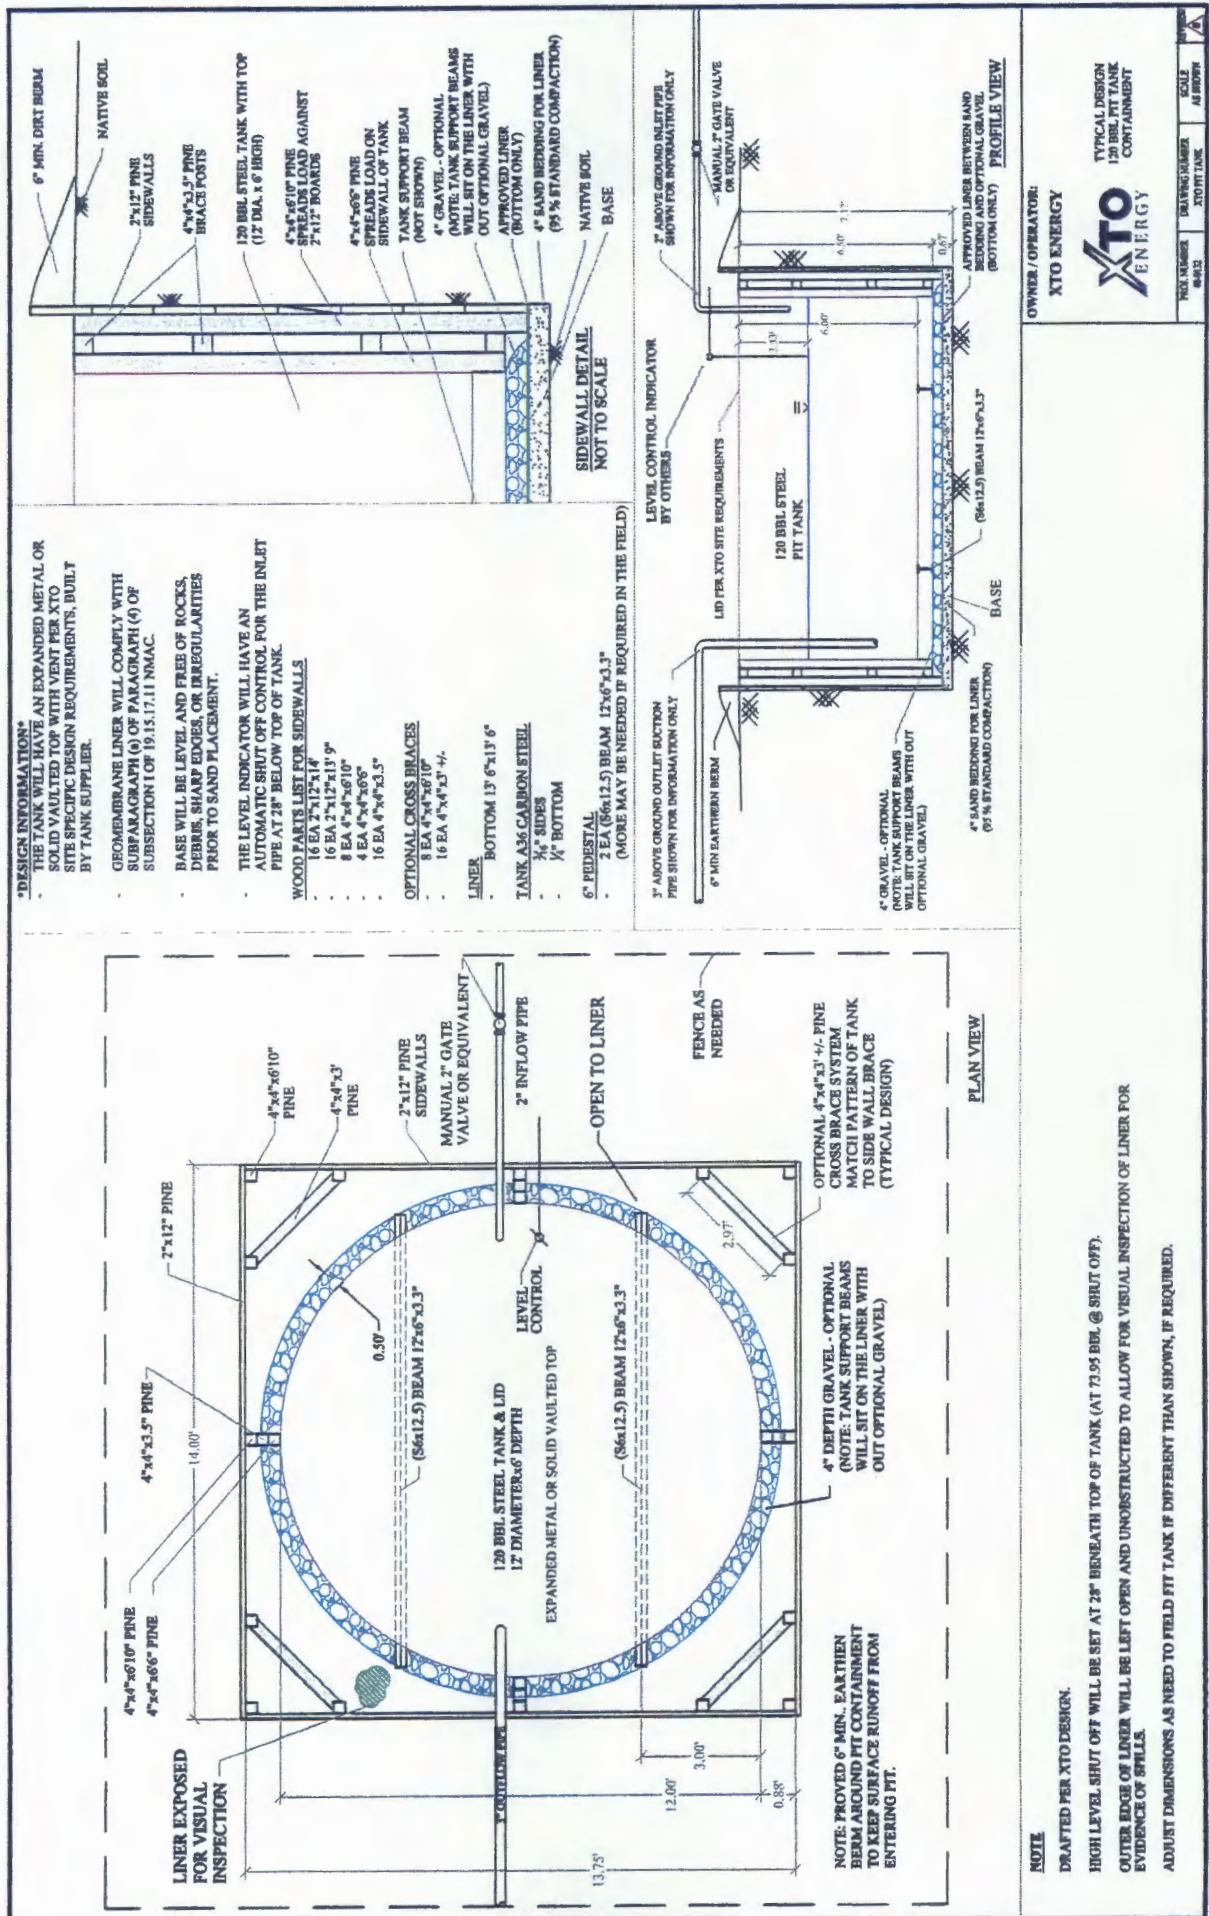 *DESIGN INFORMATION*
- THE TANK WILL HAVE AN EXPANDED METAL OR
SOLID VAULTED TOP WITH VENT PER XTO
SITE SPECIFIC DESIGN REQUIREMENTS, BUILT
BY TANK SUPPLIER.
- GEOMEMBRANE LINER WILL COMPLY WITH
SUBPARAGRAPH (a) OF PARAGRAPH (4) OF
SUBSECTION I OF 19.15.17.11 NMAC.
- BASE WILL BE LEVEL AND FREE OF ROCKS,
DEBRIS, SHARP EDGES, OR IRREGULARITIES
PRIOR TO SAND PLACEMENT.
- THE LEVEL INDICATOR WILL HAVE AN
AUTOMATIC SHUT OFF CONTROL FOR THE INLET
PIPE AT 28" BELOW TOP OF TANK.
WOOD PARTS LIST FOR SIDEWALLS
- 16 EA 2"x12"x14'
- 16 EA 2"x12"x13'9"
- 8 EA 4"x4"x6'10"
- 4 EA 4"x4"x6'6"
- 16 EA 4"x4"x3.5"
OPTIONAL CROSS BRACES
- 8 EA 4"x4"x6'10"
- 16 EA 4"x4"x3' +/-
LINER
- BOTTOM 13' 6"x13' 6"
TANK A36 CARBON STEEL
- 3/16" SIDES
- 1/4" BOTTOM
6" PEDESTAL
- 2 EA (S6x12.5) BEAM 12'x6"x3.3"
(MORE MAY BE NEEDED IF REQUIRED IN THE FIELD)
6" MIN. DIRT BERM
NATIVE SOIL
2"x12" PINE
SIDEWALLS
4"x4"x3.5" PINE
BRACE POSTS
120 BBL STEEL TANK WITH TOP
(12' DIA. x 6' HIGH)
4"x4"x6'10" PINE
SPREADS LOAD AGAINST
2"x12" BOARDS
4"x4"x6'6" PINE
SPREADS LOAD ON
SIDEWALL OF TANK
TANK SUPPORT BEAM
(NOT SHOWN)
4" GRAVEL - OPTIONAL
(NOTE: TANK SUPPORT BEAMS
WILL SIT ON THE LINER WITH
OUT OPTIONAL GRAVEL)
APPROVED LINER
(BOTTOM ONLY)
4" SAND BEDDING FOR LINER
(95 % STANDARD COMPACTION)
NATIVE SOIL
BASE
SIDEWALL DETAIL
NOT TO SCALE
4"x4"x6'10" PINE
4"x4"x6'6" PINE
4"x4"x3.5" PINE
2"x12" PINE
14.00'
4"x4"x6'10"
PINE
4"x4"x3'
PINE
2"x12" PINE
SIDEWALLS
MANUAL 2" GATE
VALVE OR EQUIVALENT
2" INFLOW PIPE
LINER EXPOSED
FOR VISUAL
INSPECTION
0.50'
(S6x12.5) BEAM 12'x6"x3.3"
LEVEL
CONTROL
120 BBL STEEL TANK & LID
12' DIAMETERx6' DEPTH
EXPANDED METAL OR SOLID VAULTED TOP
(S6x12.5) BEAM 12'x6"x3.3"
OPEN TO LINER
FENCE AS
NEEDED
2.97'
3.00'
12.00'
0.88'
13.75'
OPTIONAL 4"x4"x3' +/- PINE
CROSS BRACE SYSTEM
MATCH PATTERN OF TANK
TO SIDE WALL BRACE
(TYPICAL DESIGN)
4" DEPTH GRAVEL - OPTIONAL
(NOTE: TANK SUPPORT BEAMS
WILL SIT ON THE LINER WITH
OUT OPTIONAL GRAVEL)
NOTE: PROVED 6" MIN.. EARTHEN
BERM AROUND PIT CONTAINMENT
TO KEEP SURFACE RUNOFF FROM
ENTERING PIT.
PLAN VIEW
3" ABOVE GROUND OUTLET SUCTION
PIPE SHOWN FOR INFORMATION ONLY
6" MIN EARTHERN BERM
LID PER XTO SITE REQUIREMENTS
LEVEL CONTROL INDICATOR
BY OTHERS
2" ABOVE GROUND INLET PIPE
SHOWN FOR INFORMATION ONLY
MANUAL 2" GATE VALVE
OR EQUIVALENT
120 BBL STEEL
PIT TANK
2.33'
6.00'
6.50'
0.67'
7.17'
4" GRAVEL - OPTIONAL
(NOTE: TANK SUPPORT BEAMS
WILL SIT ON THE LINER WITH OUT
OPTIONAL GRAVEL)
4" SAND BEDDING FOR LINER
(95 % STANDARD COMPACTION)
BASE
(S6x12.5) BEAM 12'x6"x3.3"
APPROVED LINER BETWEEN SAND
BEDDING AND OPTIONAL GRAVEL
(BOTTOM ONLY)
PROFILE VIEW
NOTE
DRAFTED PER XTO DESIGN.
HIGH LEVEL SHUT OFF WILL BE SET AT 28" BENEATH TOP OF TANK (AT 73.95 BBL @ SHUT OFF).
OUTER EDGE OF LINER WILL BE LEFT OPEN AND UNOBSTRUCTED TO ALLOW FOR VISUAL INSPECTION OF LINER FOR
EVIDENCE OF SPILLS.
ADJUST DIMENSIONS AS NEED TO FIELD FIT TANK IF DIFFERENT THAN SHOWN, IF REQUIRED.
OWNER / OPERATOR:
XTO ENERGY
XTO
ENERGY
TYPICAL DESIGN
120 BBL PIT TANK
CONTAINMENT
DRAWING NUMBER
XTO PIT TANK
SCALE
AS SHOWN